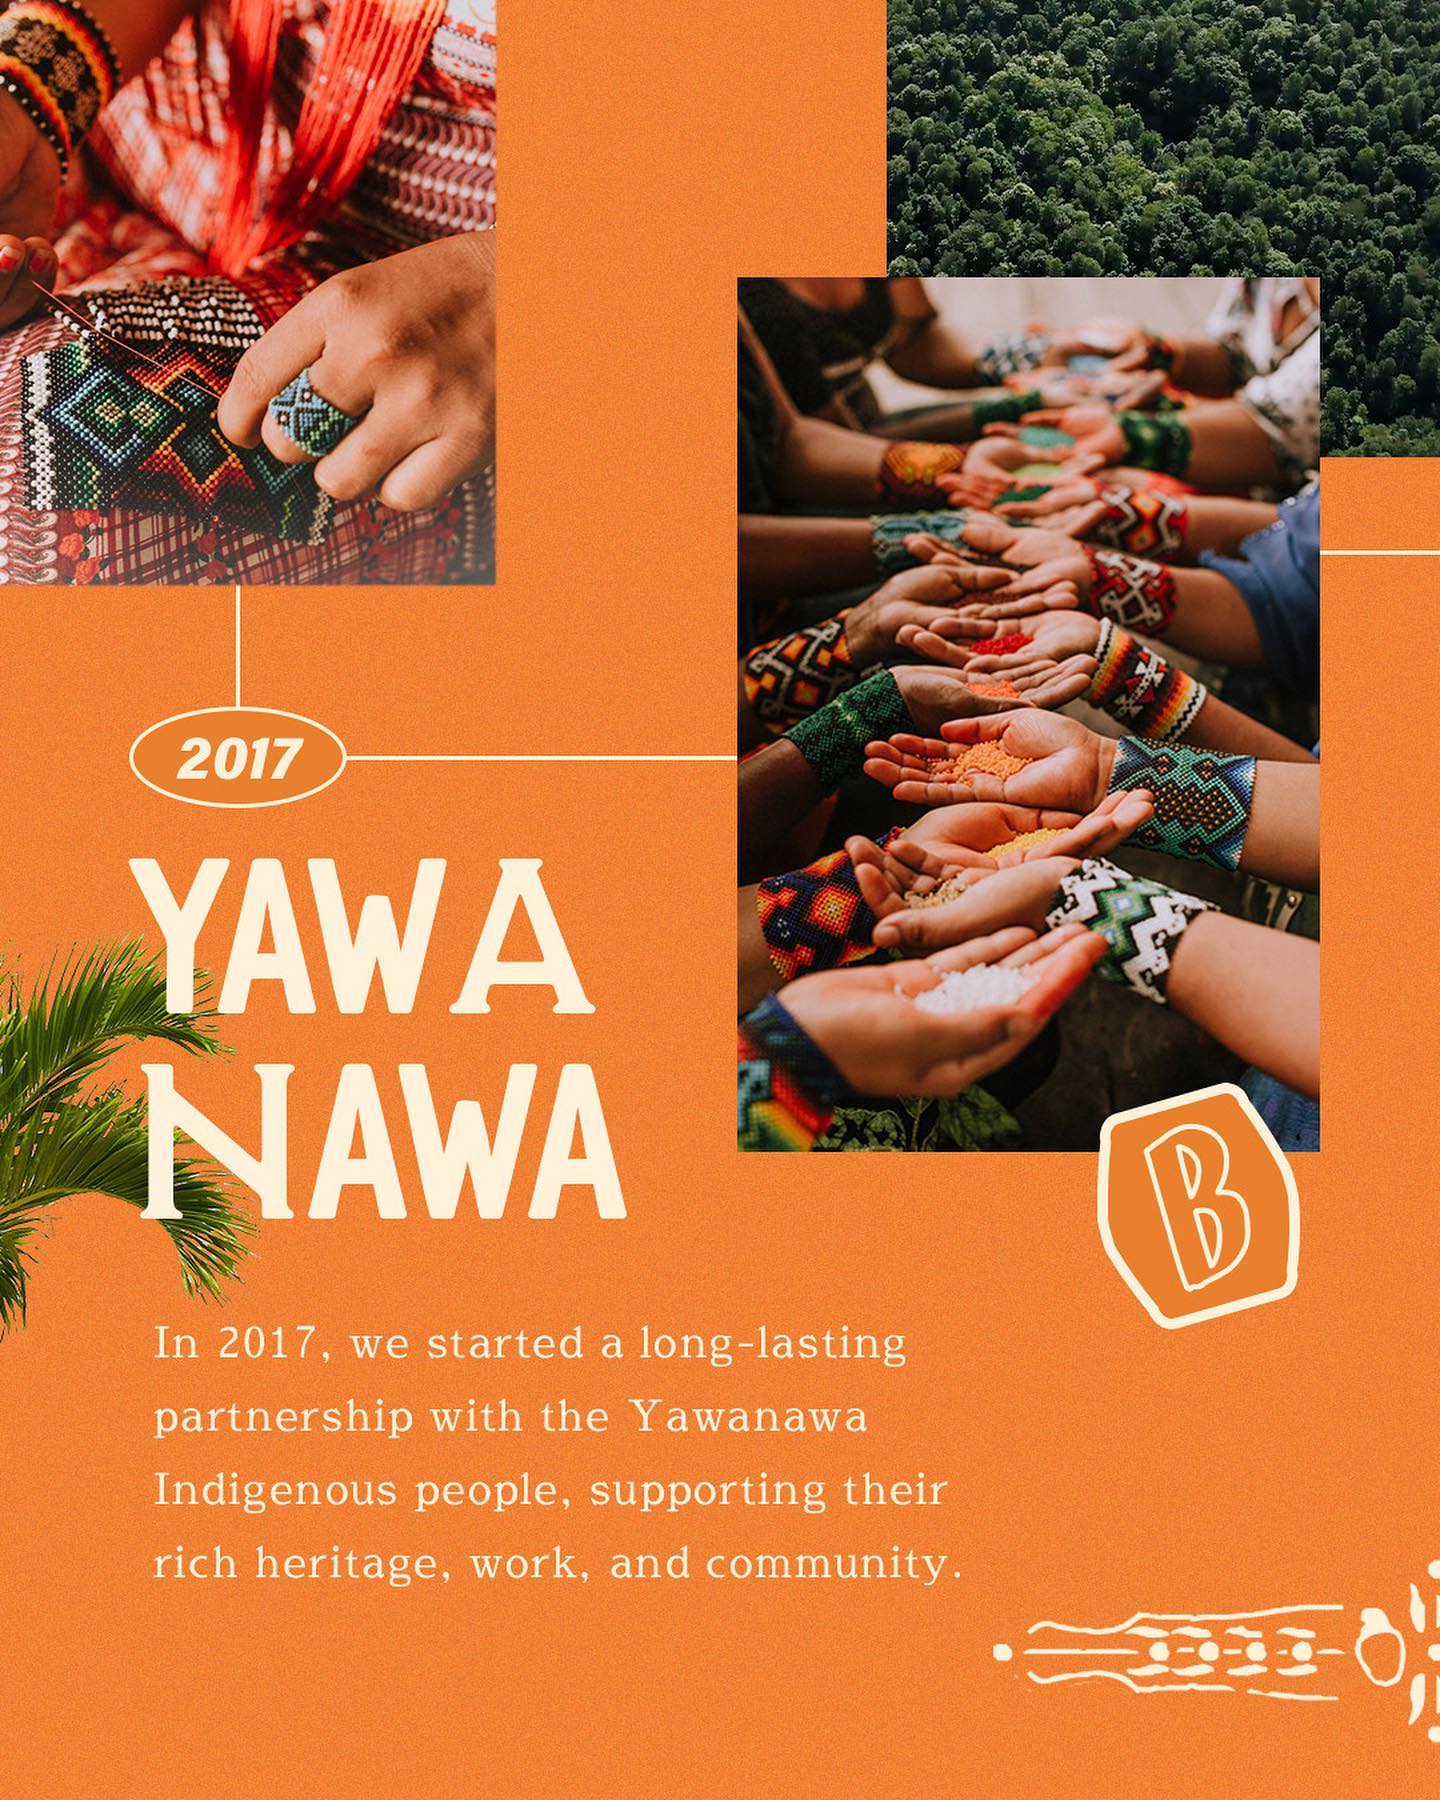 2017
YAWA
NAWA
B
In 2017, we started a long-lasting
partnership with the Yawanawa
Indigenous people, supporting their
rich heritage, work, and community.